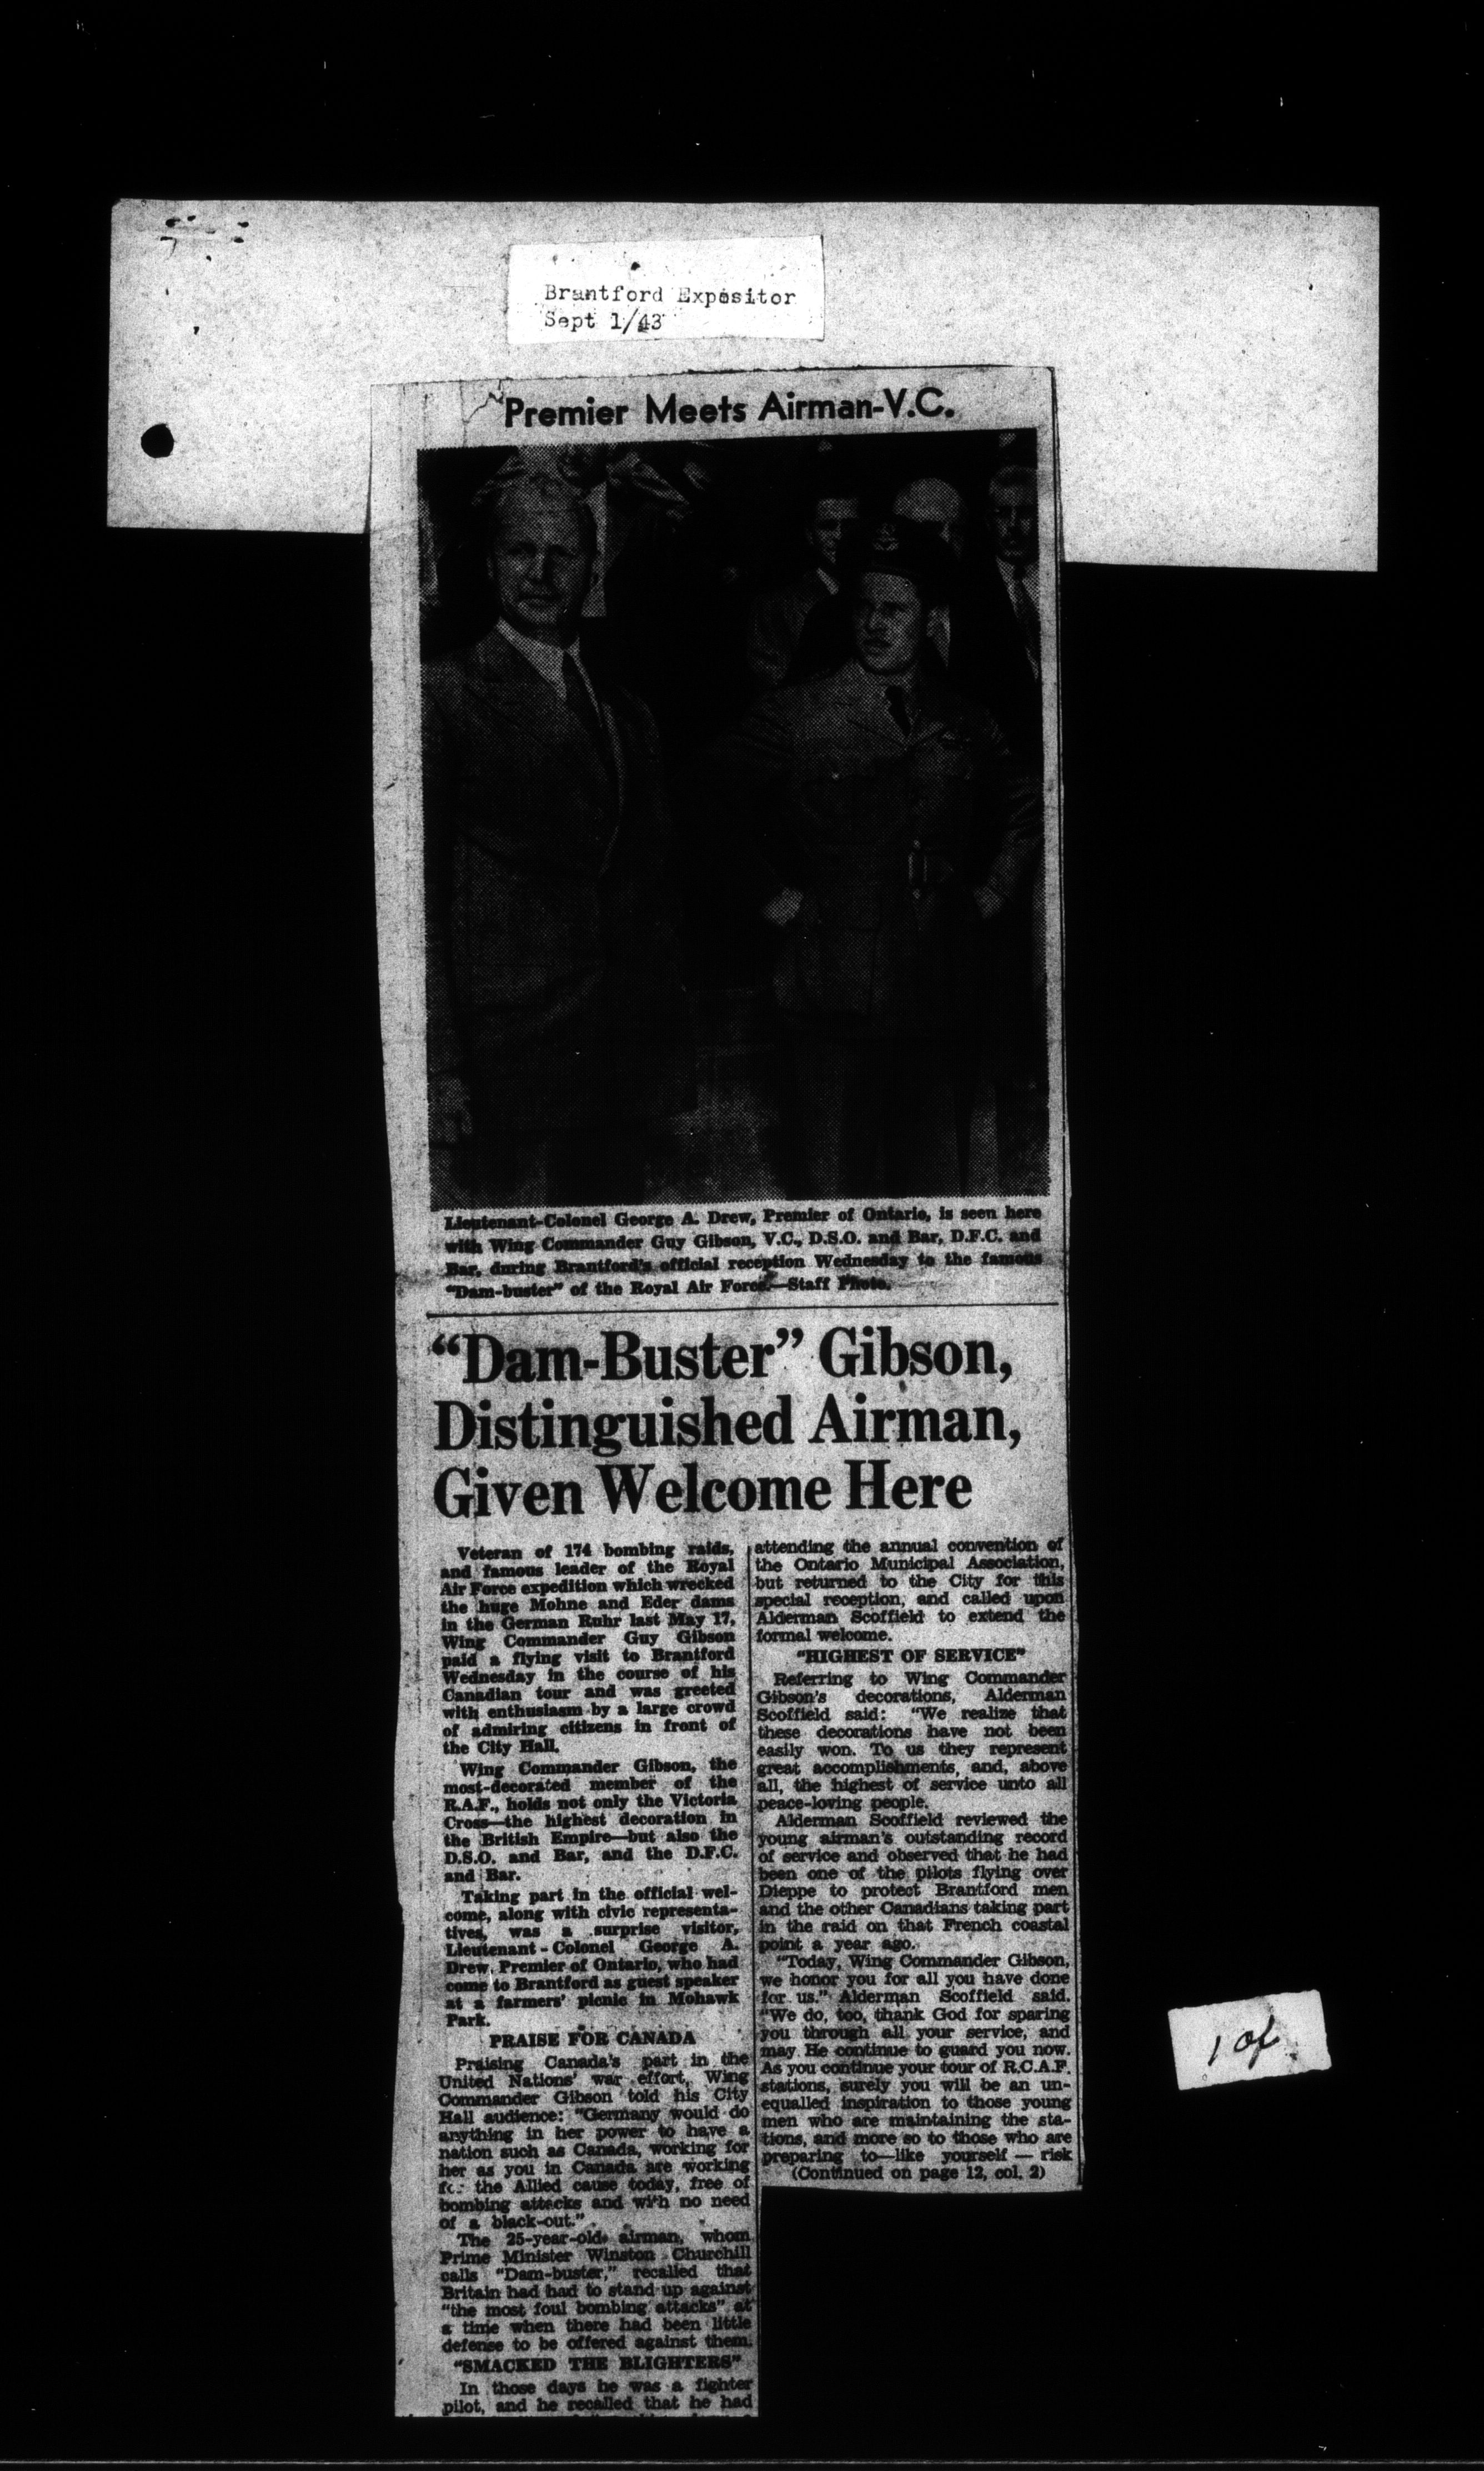 Brantford Expositor
Sept 1/43
Premier Meets Airman-V.C.
Lieutenant-Colonel George A. Drew, Premier of Ontario, is seen here
with Wing Commander Guy Gibson, V.C., D.S.O. and Bar, D.F.C. and
Bar, during Brantford's official reception Wednesday to the famous
"Dam-buster" of the Royal Air Force.—Staff Photo.
"Dam-Buster" Gibson,
Distinguished Airman,
Given Welcome Here
Veteran of 174 bombing raids,
and famous leader of the Royal
Air Force expedition which wrecked
the huge Mohne and Eder dams
in the German Ruhr last May 17,
Wing Commander Guy Gibson
paid a flying visit to Brantford
Wednesday in the course of his
Canadian tour and was greeted
with enthusiasm by a large crowd
of admiring citizens in front of
the City Hall.
Wing Commander Gibson, the
most-decorated member of the
R.A.F., holds not only the Victoria
Cross—the highest decoration in
the British Empire—but also the
D.S.O. and Bar, and the D.F.C.
and Bar.
Taking part in the official wel-
come, along with civic representa-
tives, was a surprise visitor,
Lieutenant-Colonel George A.
Drew, Premier of Ontario, who had
come to Brantford as guest speaker
at a farmers' picnic in Mohawk
Park.
PRAISE FOR CANADA
Praising Canada's part in the
United Nations' war effort, Wing
Commander Gibson told his City
Hall audience: "Germany would do
anything in her power to have a
nation such as Canada, working for
her as you in Canada are working
for the Allied cause today, free of
bombing attacks and with no need
of a black-out."
The 25-year-old airman, whom
Prime Minister Winston Churchill
calls "Dam-buster," recalled that
Britain had had to stand up against
"the most foul bombing attacks" at
a time when there had been little
defense to be offered against them.
"SMACKED THE BLIGHTERS"
In those days he was a fighter
pilot, and he recalled that he had
attending the annual convention of
the Ontario Municipal Association,
but returned to the City for this
special reception, and called upon
Alderman Scoffield to extend the
formal welcome.
"HIGHEST OF SERVICE"
Referring to Wing Commander
Gibson's decorations, Alderman
Scoffield said: "We realize that
these decorations have not been
easily won. To us they represent
great accomplishments, and, above
all, the highest of service unto all
peace-loving people.
Alderman Scoffield reviewed the
young airman's outstanding record
of service and observed that he had
been one of the pilots flying over
Dieppe to protect Brantford men
and the other Canadians taking part
in the raid on that French coastal
point a year ago.
"Today, Wing Commander Gibson,
we honor you for all you have done
for us." Alderman Scoffield said.
"We do, too, thank God for sparing
you through all your service, and
may He continue to guard you now.
As you continue your tour of R.C.A.F.
stations, surely you will be an un-
equalled inspiration to those young
men who are maintaining the sta-
tions, and more so to those who are
preparing to—like yourself — risk
(Continued on page 12, col. 2)
1 of